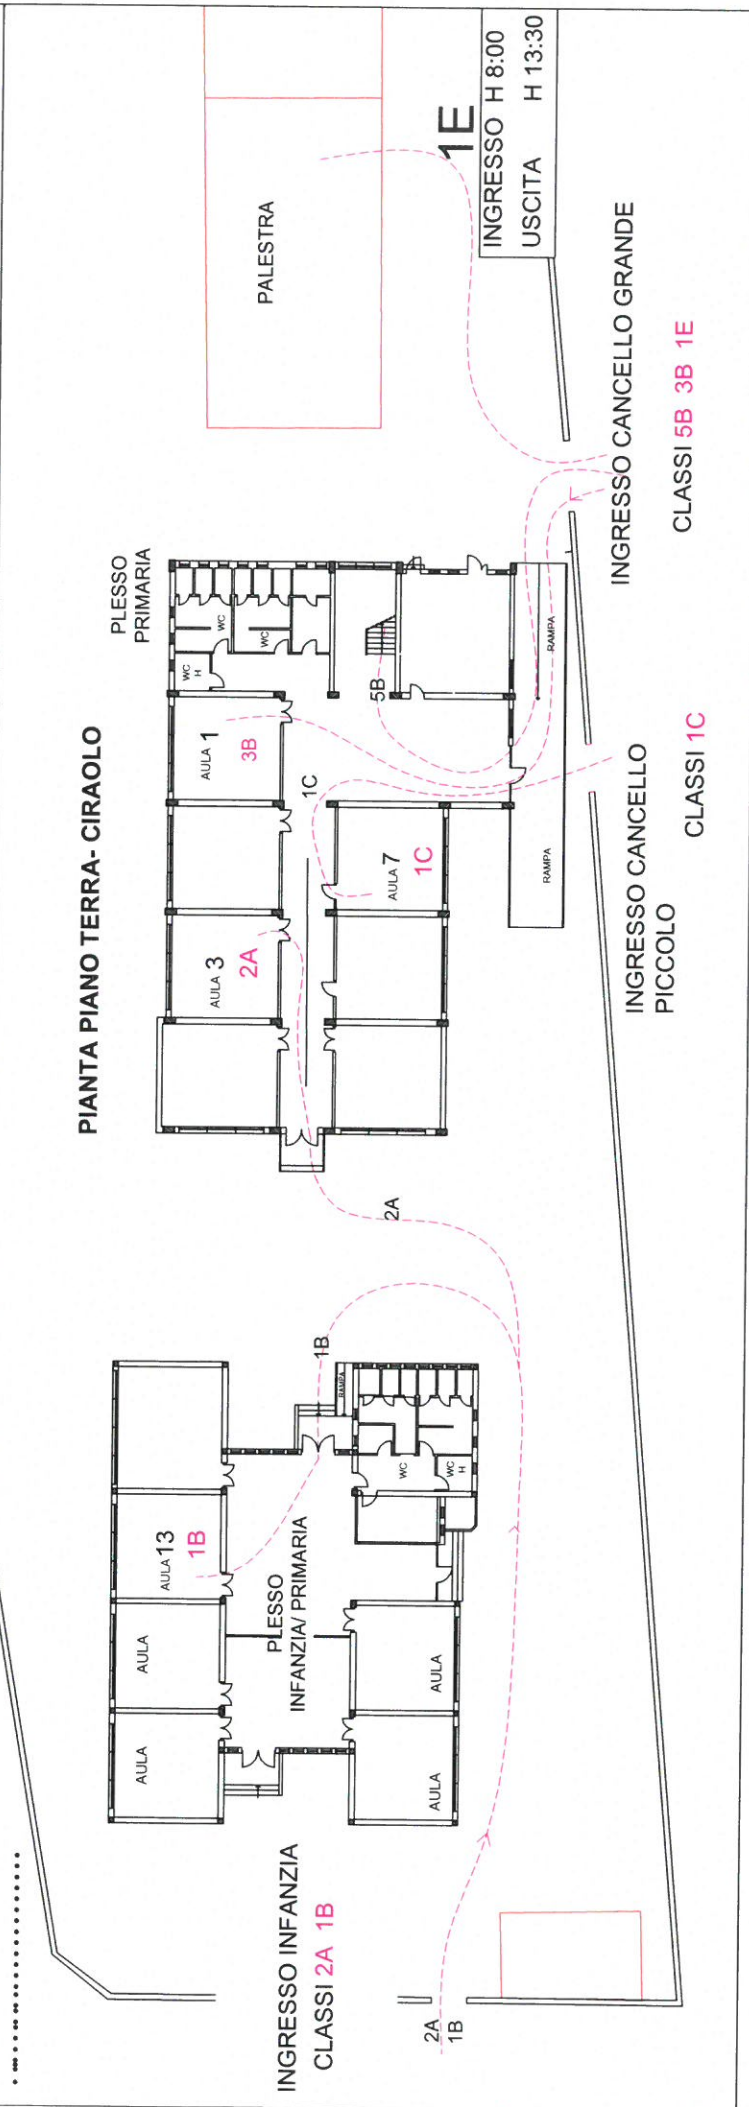 PIANTA PIANO TERRA- CIRAOLO
1E
INGRESSO H 8:00
USCITA H 13:30
PALESTRA
PLESSO
PRIMARIA
WC
H
WC
WC
AULA 1
3B
AULA 3
2A
1C
5B
AULA 7
1C
RAMPA
RAMPA
INGRESSO CANCELLO GRANDE
CLASSI 5B 3B 1E
INGRESSO CANCELLO
PICCOLO
CLASSI 1C
2A
1B
RAMPA
AULA 13
1B
AULA
AULA
PLESSO
INFANZIA/ PRIMARIA
WC
WC
H
AULA
AULA
INGRESSO INFANZIA
CLASSI 2A 1B
2A
1B